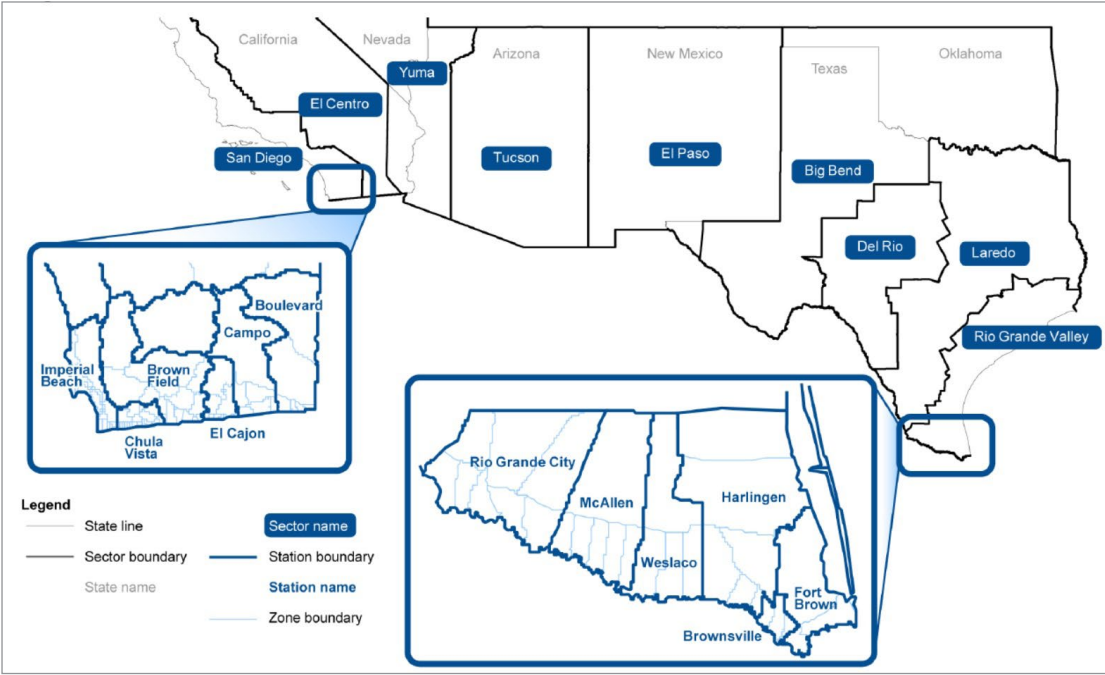 California
Nevada
Arizona
New Mexico
Texas
Oklahoma
Yuma
El Centro
San Diego
Tucson
El Paso
Big Bend
Del Rio
Laredo
Rio Grande Valley
Boulevard
Campo
Imperial
Beach
Brown
Field
Chula
Vista
El Cajon
Rio Grande City
McAllen
Harlingen
Weslaco
Fort
Brown
Brownsville
Legend
State line
Sector name
Sector boundary
Station boundary
State name
Station name
Zone boundary